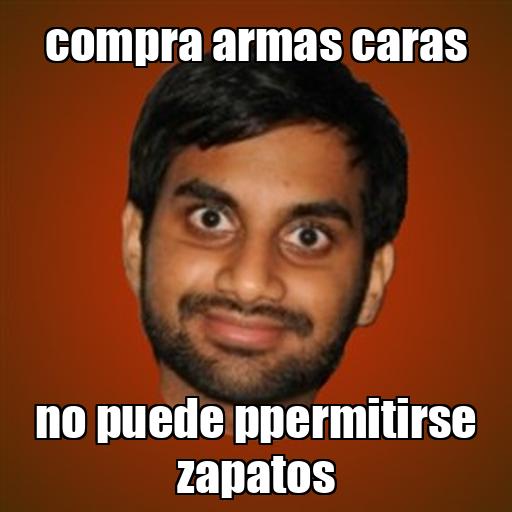 compra armas caras
no puede ppermitirse
zapatos